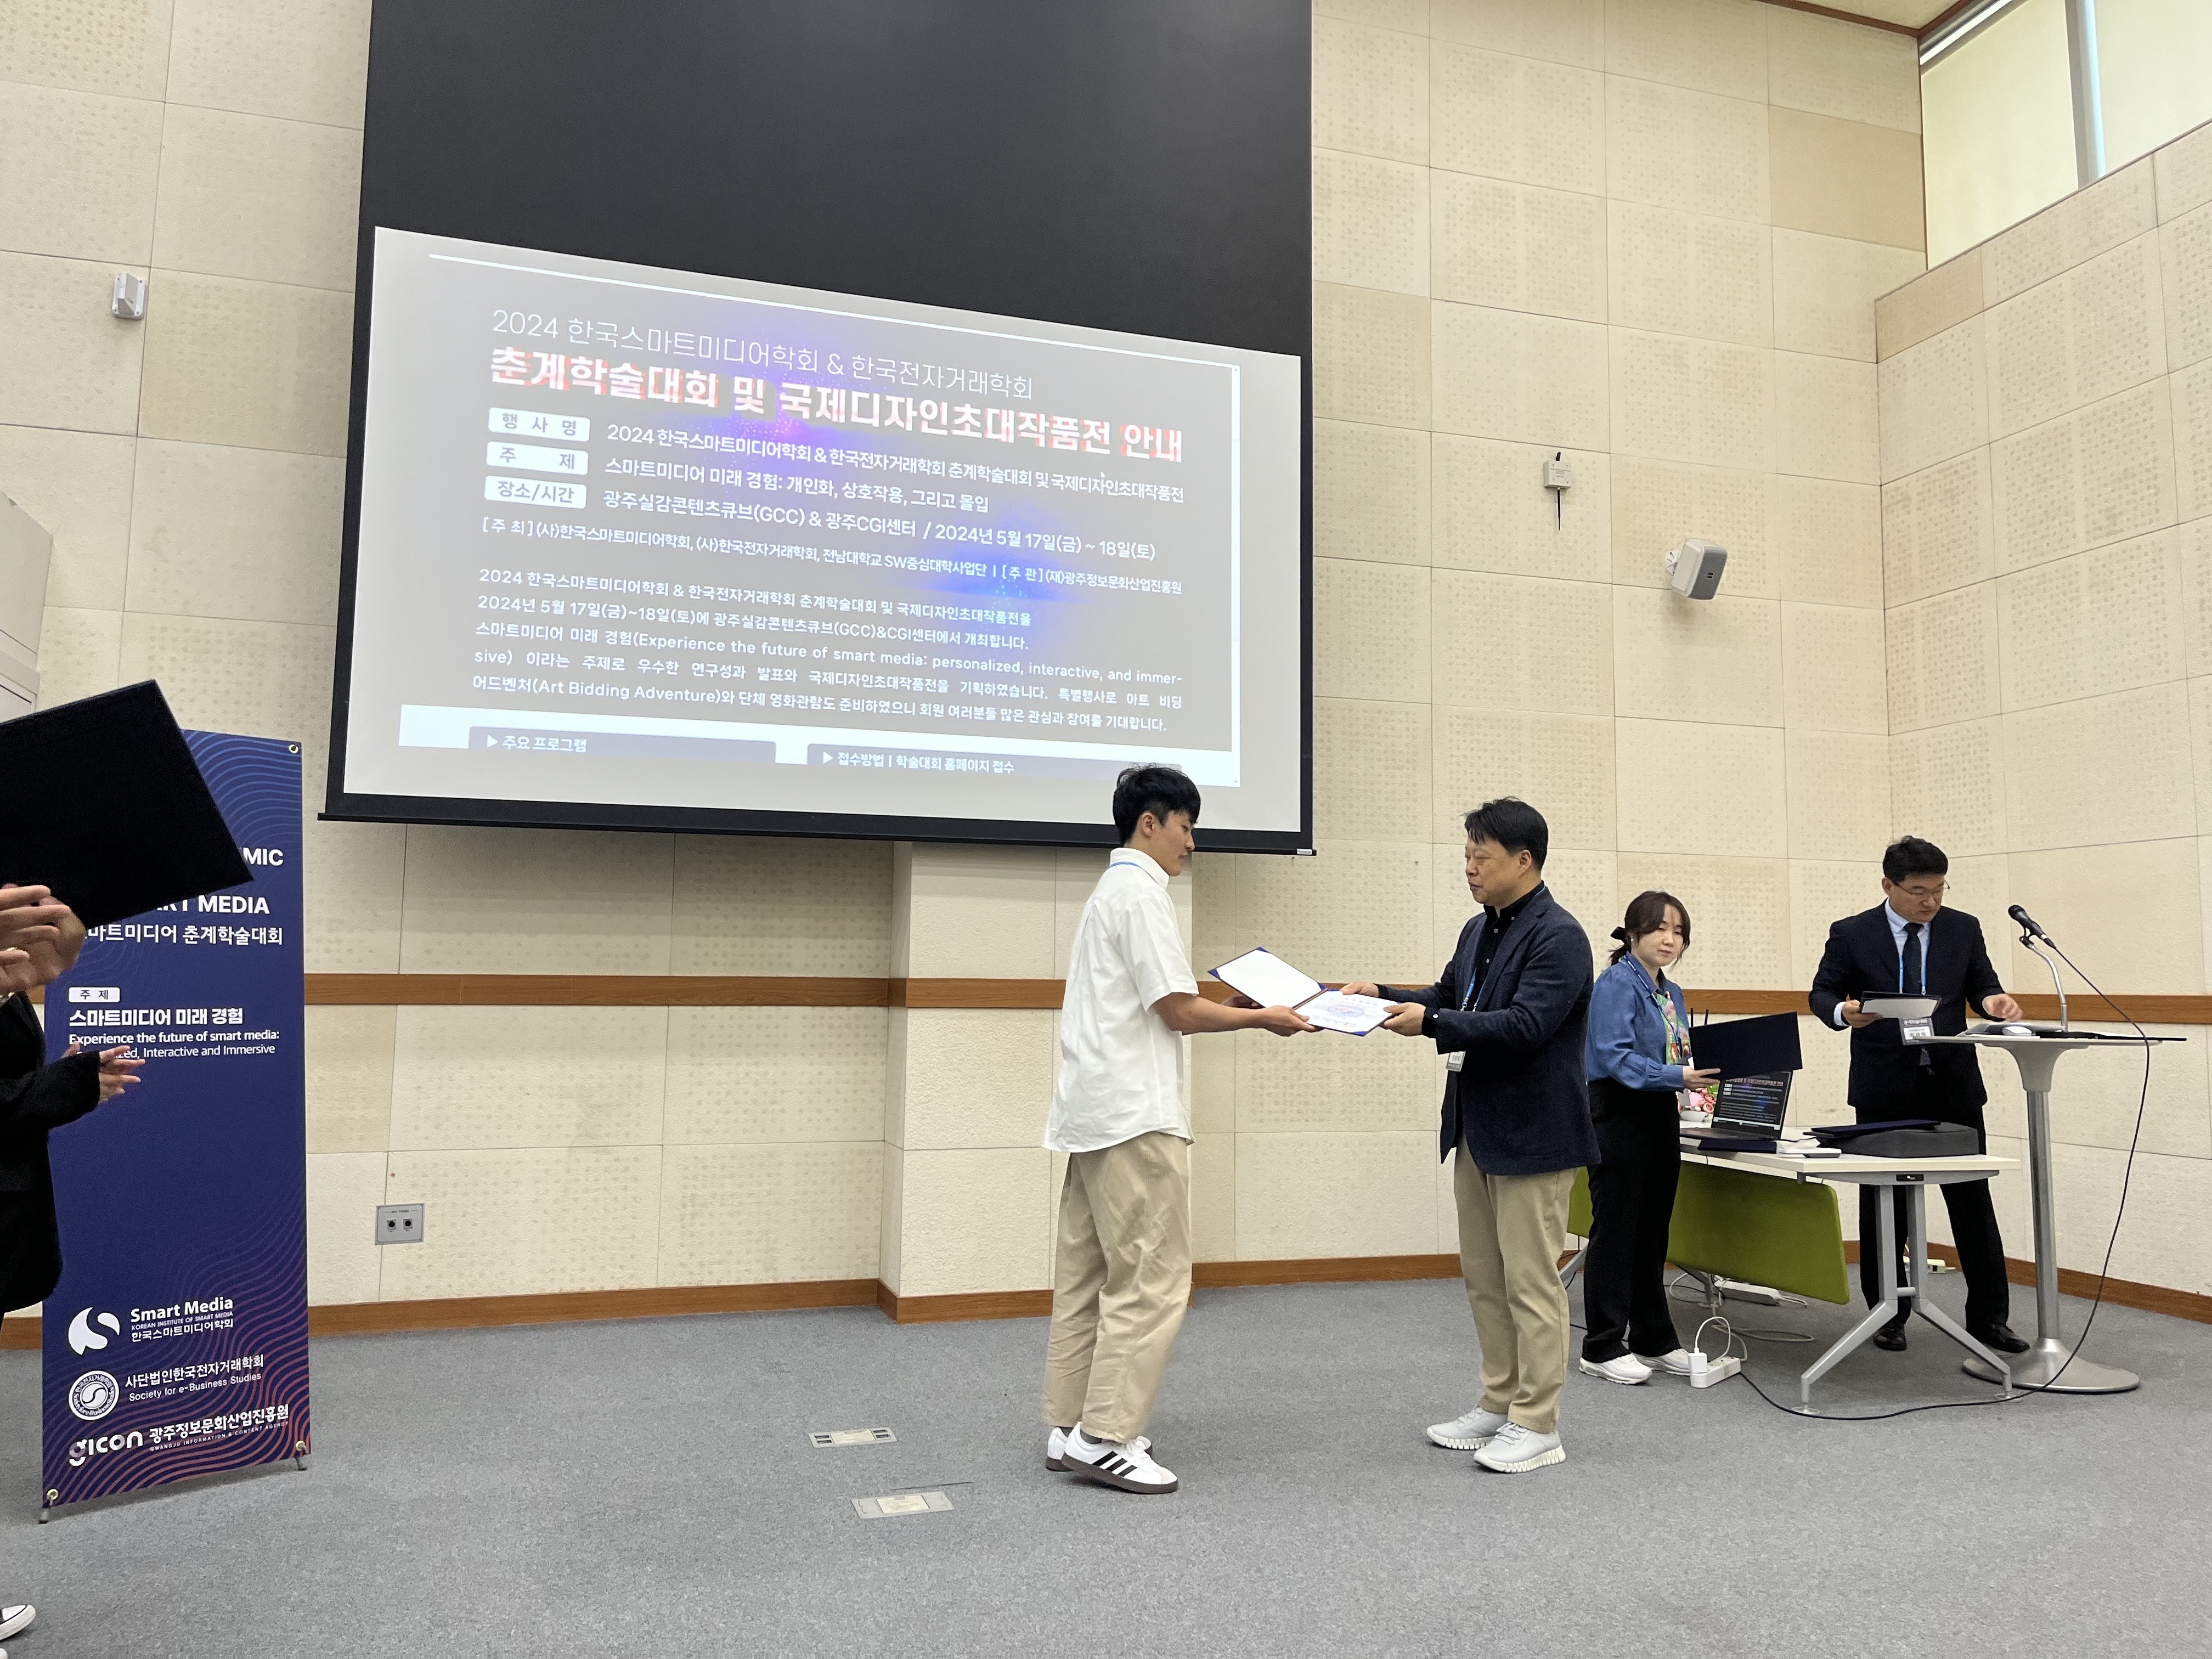 2024 한국스마트미디어학회 & 한국전자거래학회
춘계학술대회 및 국제디자인초대작품전 안내
행 사 명 2024 한국스마트미디어학회 & 한국전자거래학회 춘계학술대회 및 국제디자인초대작품전
주 제 스마트미디어 미래 경험: 개인화, 상호작용, 그리고 몰입
장소/시간 광주실감콘텐츠큐브(GCC) & 광주CGI센터 / 2024년 5월 17일(금) ~ 18일(토)
[ 주 최 ] (사)한국스마트미디어학회, (사)한국전자거래학회, 전남대학교 SW중심대학사업단 | [ 주 관 ] (재)광주정보문화산업진흥원
2024 한국스마트미디어학회 & 한국전자거래학회 춘계학술대회 및 국제디자인초대작품전을
2024년 5월 17일(금)~18일(토)에 광주실감콘텐츠큐브(GCC)&CGI센터에서 개최합니다.
스마트미디어 미래 경험(Experience the future of smart media: personalized, interactive, and immer-
sive) 이라는 주제로 우수한 연구성과 발표와 국제디자인초대작품전을 기획하였습니다. 특별행사로 아트 비딩
어드벤처(Art Bidding Adventure)와 단체 영화관람도 준비하였으니 회원 여러분들 많은 관심과 참여를 기대합니다.
▶ 주요 프로그램
▶ 접수방법 | 학술대회 홈페이지 접수
MIC
ART MEDIA
마트미디어 춘계학술대회
주 제
스마트미디어 미래 경험
Experience the future of smart media:
zed, Interactive and Immersive
Smart Media
KOREAN INSTITUTE OF SMART MEDIA
한국스마트미디어학회
사단법인한국전자거래학회
Society for e-Business Studies
gicon 광주정보문화산업진흥원
GWANGJU INFORMATION & CONTENT AGENCY